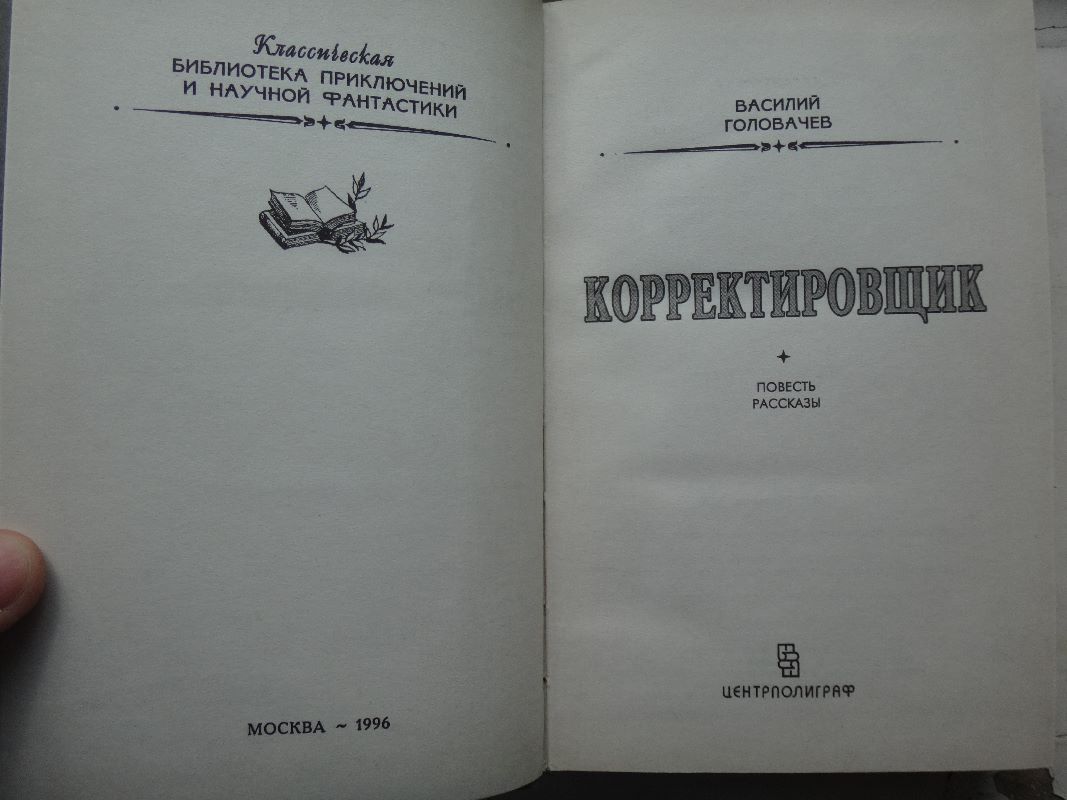 Классическая
БИБЛИОТЕКА ПРИКЛЮЧЕНИЙ
И НАУЧНОЙ ФАНТАСТИКИ
МОСКВА ~ 1996
ВАСИЛИЙ
ГОЛОВАЧЕВ
КОРРЕКТИРОВЩИК
ПОВЕСТЬ
РАССКАЗЫ
ЦЕНТРПОЛИГРАФ